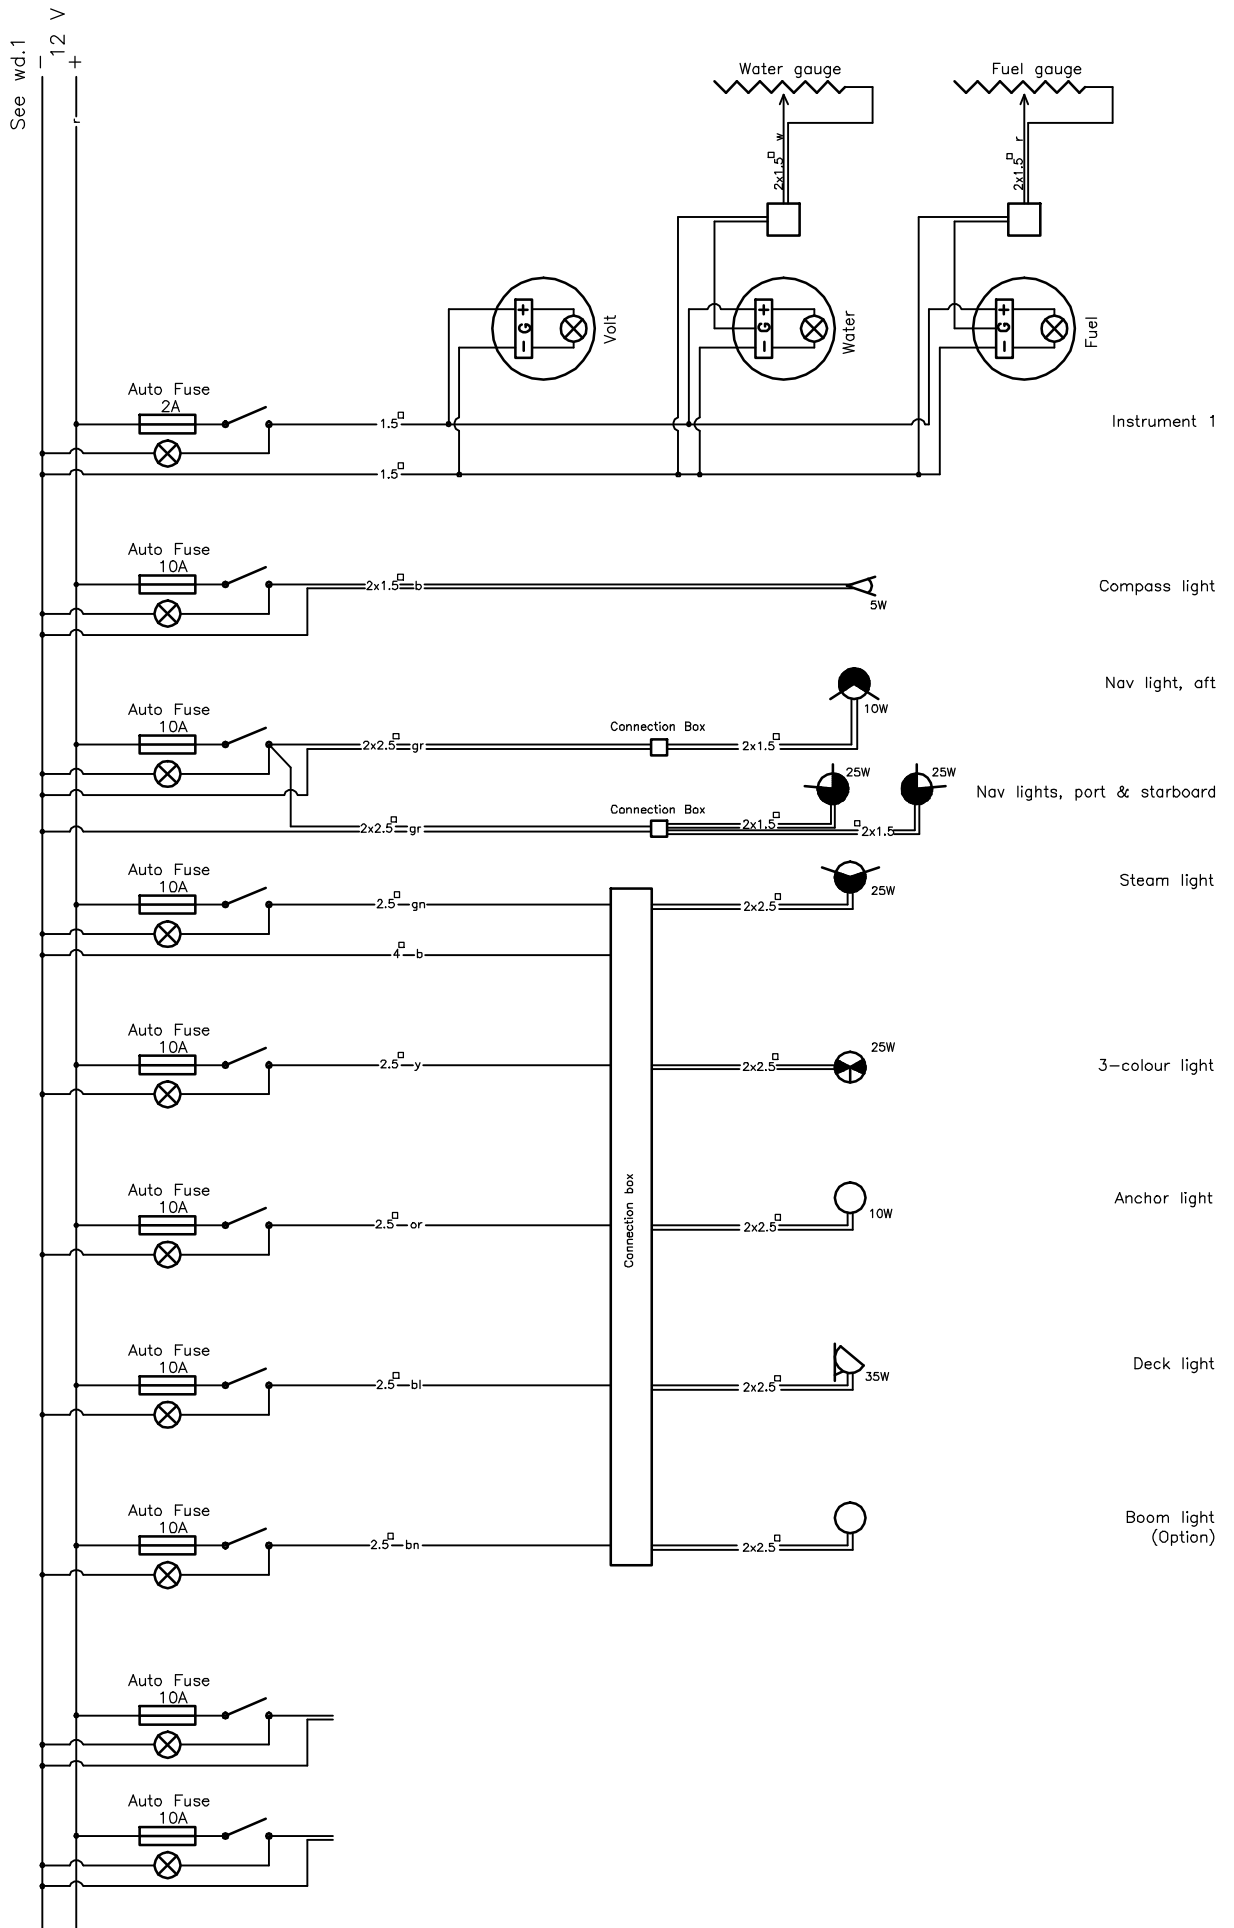 See wd.1
− 12 V +
r
Water gauge
Fuel gauge
2x1.5□ w
2x1.5□ r
+ G −
Volt
+ G −
Water
+ G −
Fuel
Auto Fuse
2A
1.5□
Instrument 1
1.5□
Auto Fuse
10A
2x1.5□ b
5W
Compass light
Auto Fuse
10A
2x2.5□ gr
Connection Box
2x1.5□
10W
Nav light, aft
2x2.5□ gr
Connection Box
2x1.5□
25W
□2x1.5
25W
Nav lights, port & starboard
Auto Fuse
10A
2.5□ gn
2x2.5□
25W
Steam light
4□ b
Auto Fuse
10A
2.5□ y
2x2.5□
25W
3-colour light
Connection box
Auto Fuse
10A
2.5□ or
2x2.5□
10W
Anchor light
Auto Fuse
10A
2.5□ bl
2x2.5□
35W
Deck light
Auto Fuse
10A
2.5□ bn
2x2.5□
Boom light
(Option)
Auto Fuse
10A
Auto Fuse
10A